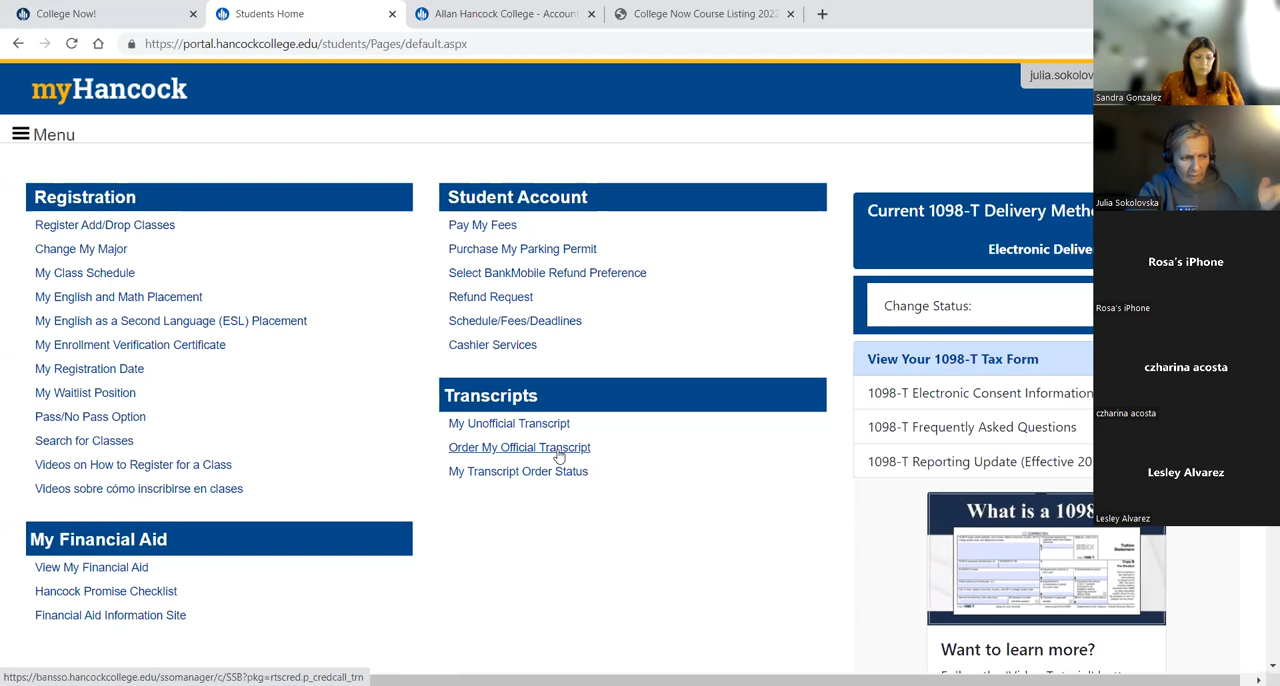 College Now!
Students Home
Allan Hancock College - Account
College Now Course Listing 202
https://portal.hancockcollege.edu/students/Pages/default.aspx
myHancock
julia.sokolov
Menu
Registration
Register Add/Drop Classes
Change My Major
My Class Schedule
My English and Math Placement
My English as a Second Language (ESL) Placement
My Enrollment Verification Certificate
My Registration Date
My Waitlist Position
Pass/No Pass Option
Search for Classes
Videos on How to Register for a Class
Videos sobre cómo inscribirse en clases
My Financial Aid
View My Financial Aid
Hancock Promise Checklist
Financial Aid Information Site
Student Account
Pay My Fees
Purchase My Parking Permit
Select BankMobile Refund Preference
Refund Request
Schedule/Fees/Deadlines
Cashier Services
Transcripts
My Unofficial Transcript
Order My Official Transcript
My Transcript Order Status
Current 1098-T Delivery Meth
Electronic Delive
Change Status:
View Your 1098-T Tax Form
1098-T Electronic Consent Information
1098-T Frequently Asked Questions
1098-T Reporting Update (Effective 20
What is a 1098
Tuition
Statement
Want to learn more?
https://bansso.hancockcollege.edu/ssomanager/c/SSB?pkg=rtscred.p_credcall_trn
Sandra Gonzalez
Julia Sokolovska
Rosa's iPhone
Rosa's iPhone
czharina acosta
czharina acosta
Lesley Alvarez
Lesley Alvarez